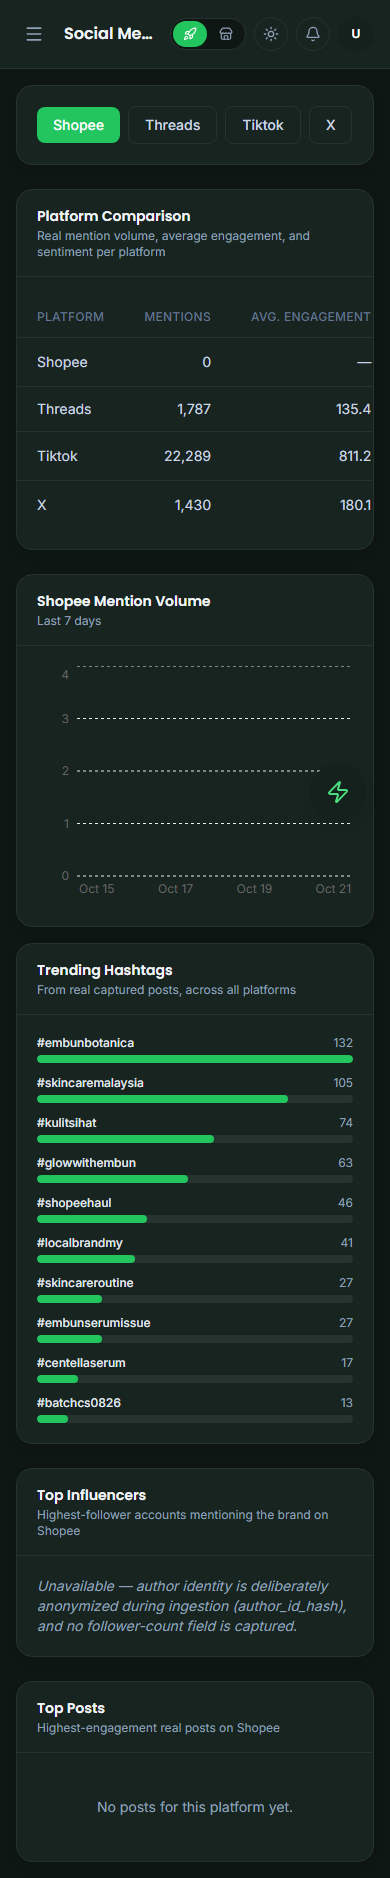 Social Me... U
Shopee Threads Tiktok X
Platform Comparison
Real mention volume, average engagement, and
sentiment per platform
PLATFORM MENTIONS AVG. ENGAGEMENT
Shopee 0 —
Threads 1,787 135.4
Tiktok 22,289 811.2
X 1,430 180.1
Shopee Mention Volume
Last 7 days
4
3
2
1
0
Oct 15 Oct 17 Oct 19 Oct 21
Trending Hashtags
From real captured posts, across all platforms
#embunbotanica 132
#skincaremalaysia 105
#kulitsihat 74
#glowwithembun 63
#shopeehaul 46
#localbrandmy 41
#skincareroutine 27
#embunserumissue 27
#centellaserum 17
#batchcs0826 13
Top Influencers
Highest-follower accounts mentioning the brand on
Shopee
Unavailable — author identity is deliberately
anonymized during ingestion (author_id_hash),
and no follower-count field is captured.
Top Posts
Highest-engagement real posts on Shopee
No posts for this platform yet.